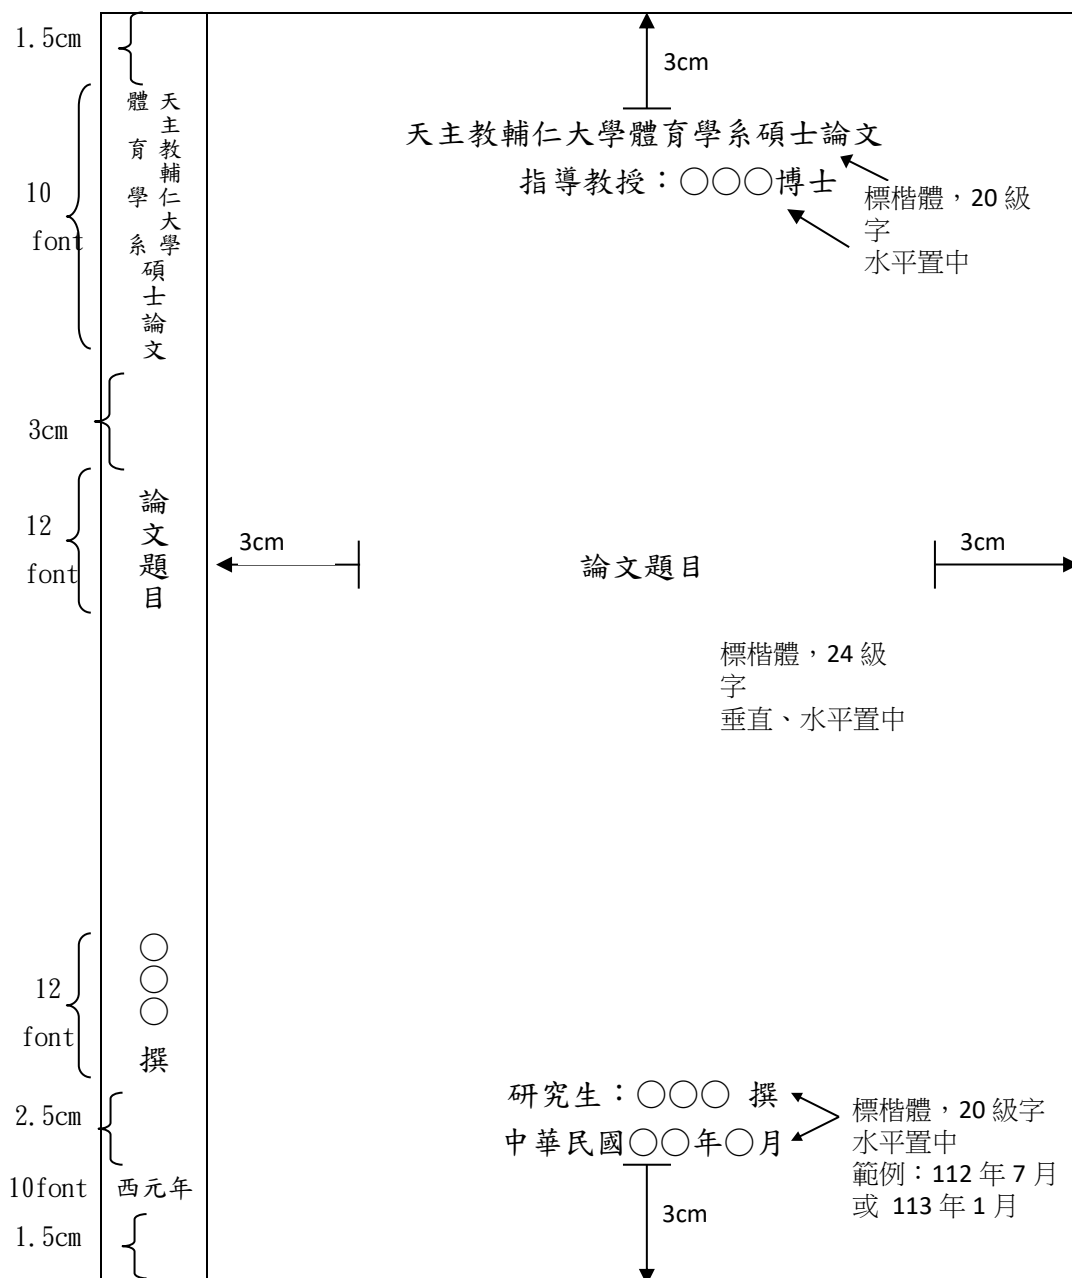 1.5cm
10
font
3cm
12
font
12
font
2.5cm
10font
1.5cm
天主教輔仁大學
體育學系
碩士論文
論文題目
○○○撰
西元年
3cm
天主教輔仁大學體育學系碩士論文
指導教授：○○○博士
標楷體，20 級
字
水平置中
3cm
論文題目
3cm
標楷體，24 級
字
垂直、水平置中
研究生：○○○ 撰
中華民國○○年○月
標楷體，20 級字
水平置中
範例：112 年 7 月
或 113 年 1 月
3cm